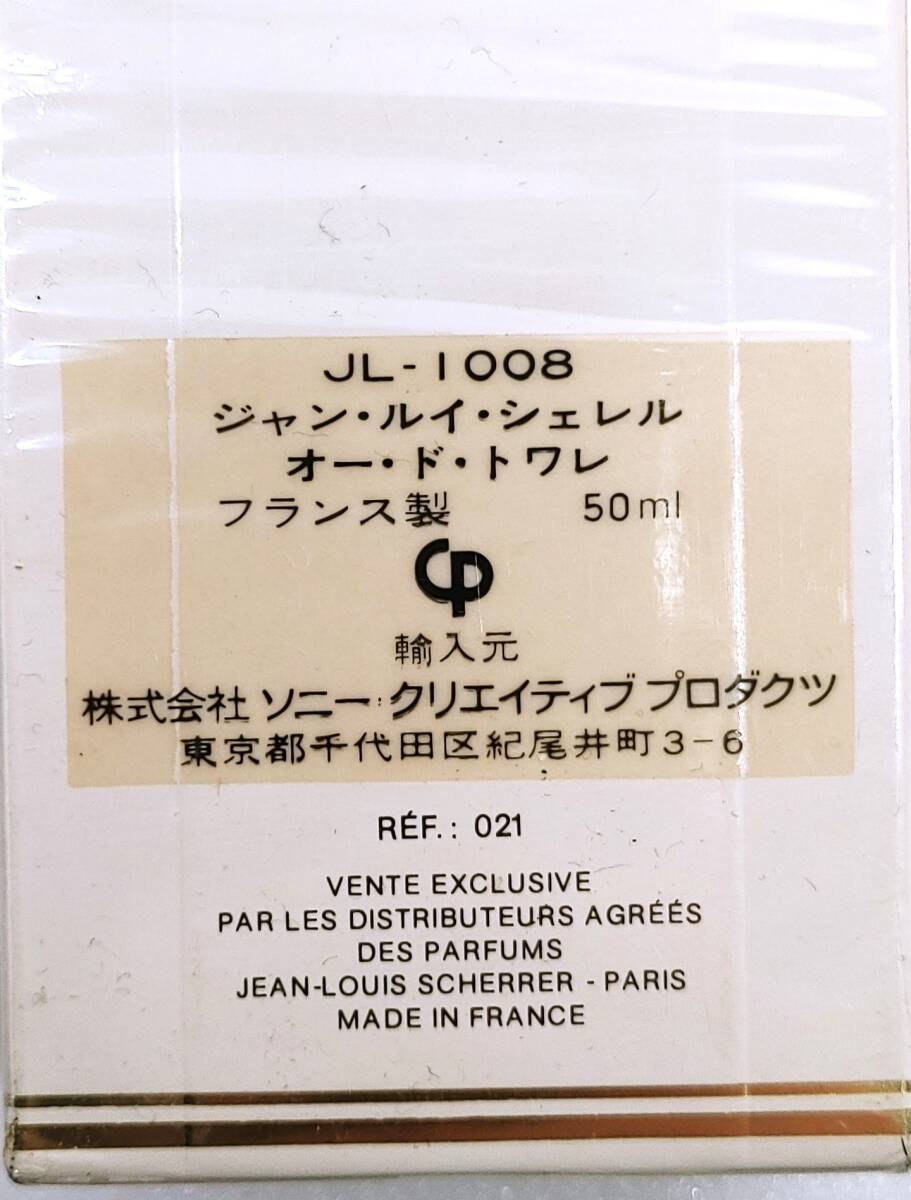 JL-1008
ジャン・ルイ・シェレル
オー・ド・トワレ
フランス製 50ml
CP
輸入元
株式会社 ソニー・クリエイティブ プロダクツ
東京都千代田区紀尾井町3-6
RÉF.: 021
VENTE EXCLUSIVE
PAR LES DISTRIBUTEURS AGRÉÉS
DES PARFUMS
JEAN-LOUIS SCHERRER - PARIS
MADE IN FRANCE